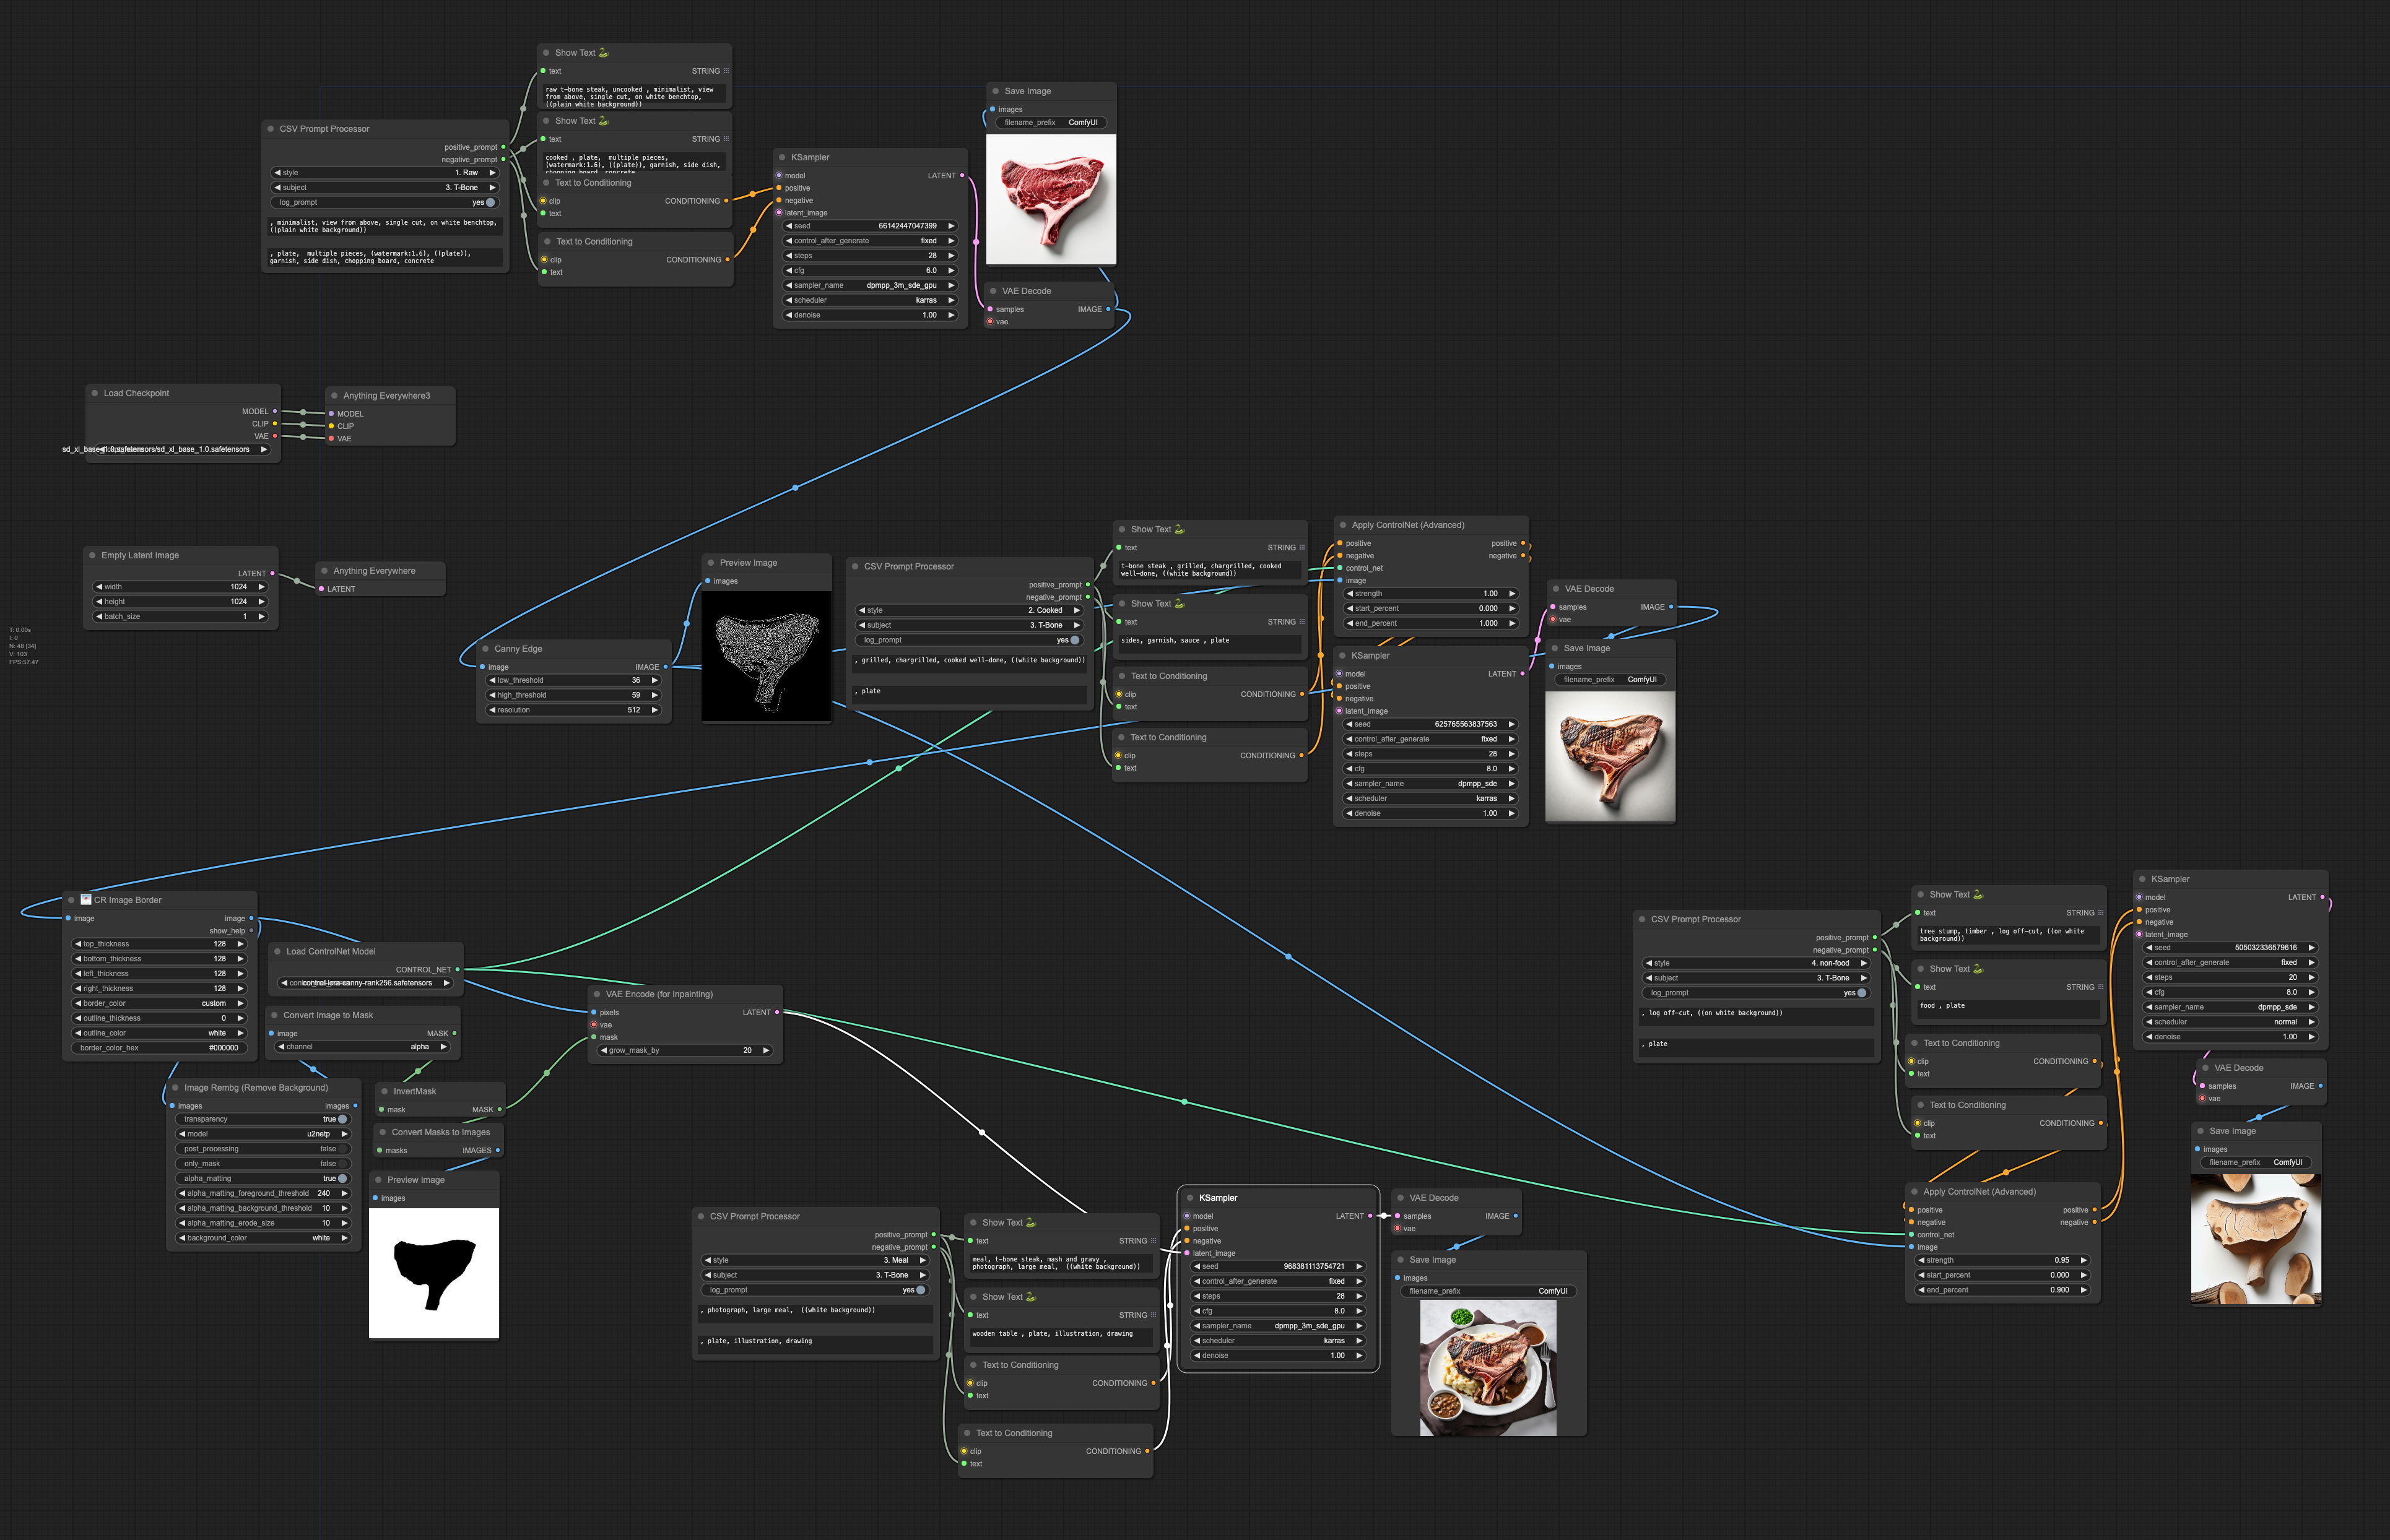 Show Text
text STRING
raw t-bone steak, uncooked , minimalist, view
from above, single cut, on white benchtop,
((plain white background))
Show Text
text STRING
cooked , plate,  multiple pieces,
(watermark:1.6), ((plate)), garnish, side dish,
chopping board, concrete
CSV Prompt Processor
positive_prompt
negative_prompt
style 1. Raw
subject 3. T-Bone
log_prompt yes
, minimalist, view from above, single cut, on white benchtop,
((plain white background))
, plate,  multiple pieces, (watermark:1.6), ((plate)),
garnish, side dish, chopping board, concrete
Text to Conditioning
clip CONDITIONING
text
Text to Conditioning
clip CONDITIONING
text
KSampler
model LATENT
positive
negative
latent_image
seed 66142447047399
control_after_generate fixed
steps 28
cfg 6.0
sampler_name dpmpp_3m_sde_gpu
scheduler karras
denoise 1.00
Save Image
images
filename_prefix ComfyUI
VAE Decode
samples IMAGE
vae
Load Checkpoint
MODEL
CLIP
VAE
sd_xl_base_1.0.safetensors/sd_xl_base_1.0.safetensors
Anything Everywhere3
MODEL
CLIP
VAE
Empty Latent Image
LATENT
width 1024
height 1024
batch_size 1
Anything Everywhere
LATENT
T: 0.00s
I: 0
N: 46 [34]
V: 103
FPS:57.47
Canny Edge
image IMAGE
low_threshold 36
high_threshold 59
resolution 512
Preview Image
images
CSV Prompt Processor
positive_prompt
negative_prompt
style 2. Cooked
subject 3. T-Bone
log_prompt yes
, grilled, chargrilled, cooked well-done, ((white background))
, plate
Show Text
text STRING
t-bone steak , grilled, chargrilled, cooked
well-done, ((white background))
Show Text
text STRING
sides, garnish, sauce , plate
Text to Conditioning
clip CONDITIONING
text
Text to Conditioning
clip CONDITIONING
text
Apply ControlNet (Advanced)
positive positive
negative negative
control_net
image
strength 1.00
start_percent 0.000
end_percent 1.000
KSampler
model LATENT
positive
negative
latent_image
seed 625765563837563
control_after_generate fixed
steps 28
cfg 8.0
sampler_name dpmpp_sde
scheduler karras
denoise 1.00
VAE Decode
samples IMAGE
vae
Save Image
images
filename_prefix ComfyUI
CR Image Border
image image
show_help
top_thickness 128
bottom_thickness 128
left_thickness 128
right_thickness 128
border_color custom
outline_thickness 0
outline_color white
border_color_hex #000000
Load ControlNet Model
CONTROL_NET
control-lora-canny-rank256.safetensors
Convert Image to Mask
image MASK
channel alpha
VAE Encode (for Inpainting)
pixels LATENT
vae
mask
grow_mask_by 20
Image Rembg (Remove Background)
images images
transparency true
model u2netp
post_processing false
only_mask false
alpha_matting true
alpha_matting_foreground_threshold 240
alpha_matting_background_threshold 10
alpha_matting_erode_size 10
background_color white
InvertMask
mask MASK
Convert Masks to Images
masks IMAGES
Preview Image
images
CSV Prompt Processor
positive_prompt
negative_prompt
style 3. Meal
subject 3. T-Bone
log_prompt yes
, photograph, large meal,  ((white background))
, plate, illustration, drawing
Show Text
text STRING
meal, t-bone steak, mash and gravy ,
photograph, large meal,  ((white background))
Show Text
text STRING
wooden table , plate, illustration, drawing
Text to Conditioning
clip CONDITIONING
text
Text to Conditioning
clip CONDITIONING
text
KSampler
model LATENT
positive
negative
latent_image
seed 968381113754721
control_after_generate fixed
steps 28
cfg 8.0
sampler_name dpmpp_3m_sde_gpu
scheduler karras
denoise 1.00
VAE Decode
samples IMAGE
vae
Save Image
images
filename_prefix ComfyUI
CSV Prompt Processor
positive_prompt
negative_prompt
style 4. non-food
subject 3. T-Bone
log_prompt yes
, log off-cut, ((on white background))
, plate
Show Text
text STRING
tree stump, timber , log off-cut, ((on white
background))
Show Text
text STRING
food , plate
Text to Conditioning
clip CONDITIONING
text
Text to Conditioning
clip CONDITIONING
text
Apply ControlNet (Advanced)
positive positive
negative negative
control_net
image
strength 0.95
start_percent 0.000
end_percent 0.900
KSampler
model LATENT
positive
negative
latent_image
seed 505032336579616
control_after_generate fixed
steps 20
cfg 8.0
sampler_name dpmpp_sde
scheduler normal
denoise 1.00
VAE Decode
samples IMAGE
vae
Save Image
images
filename_prefix ComfyUI